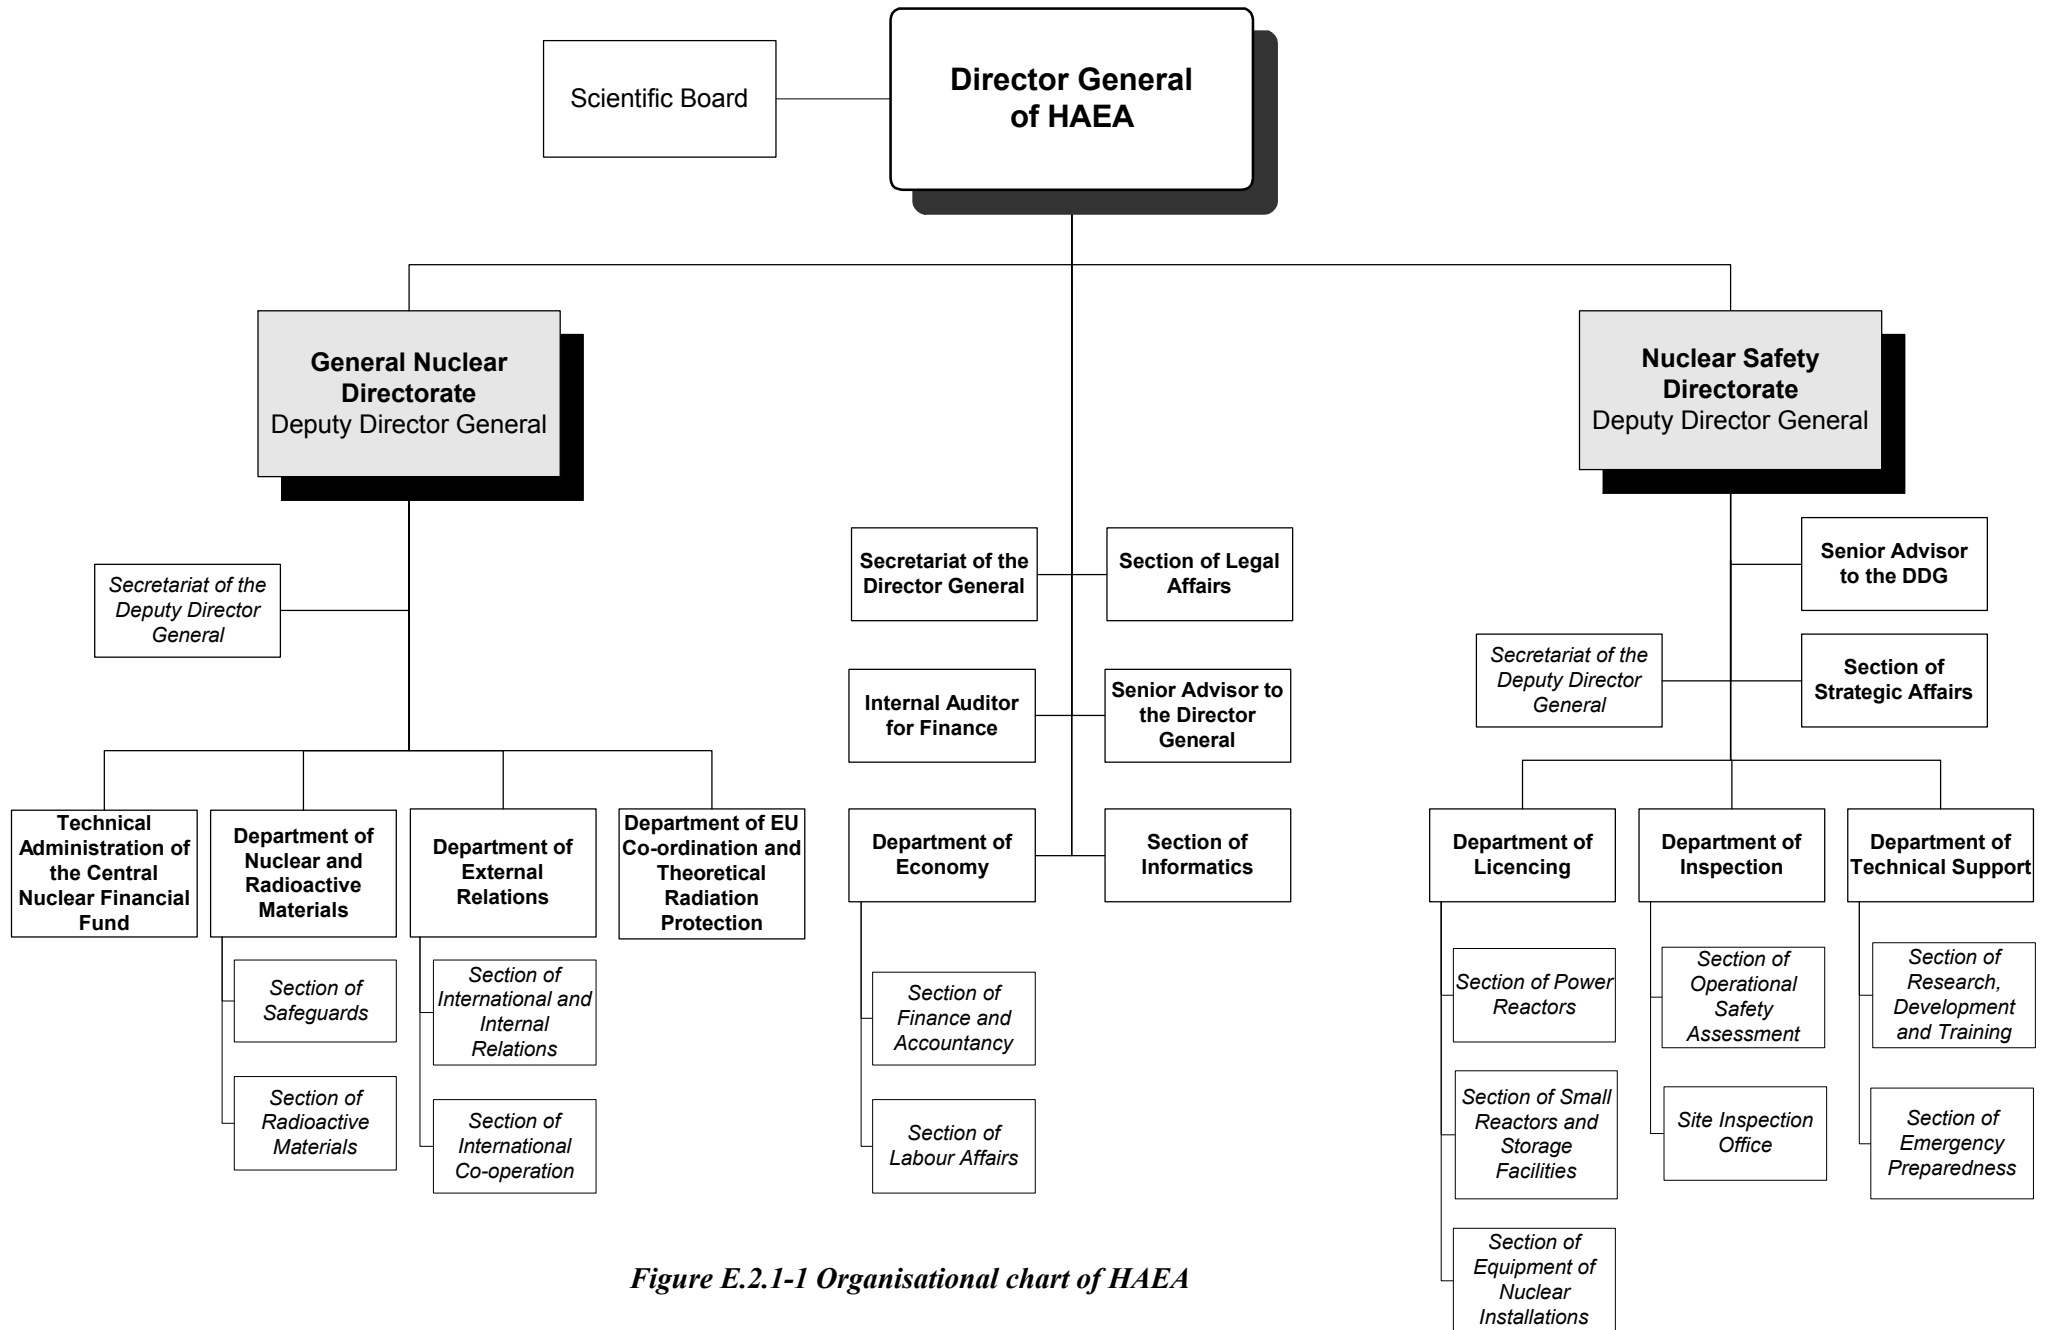 Scientific Board
Director General
of HAEA
General Nuclear
Directorate
Deputy Director General
Nuclear Safety
Directorate
Deputy Director General
Secretariat of the
Deputy Director
General
Secretariat of the
Director General
Section of Legal
Affairs
Senior Advisor
to the DDG
Internal Auditor
for Finance
Senior Advisor to
the Director
General
Secretariat of the
Deputy Director
General
Section of
Strategic Affairs
Technical
Administration of
the Central
Nuclear Financial
Fund
Department of
Nuclear and
Radioactive
Materials
Department of
External
Relations
Department of EU
Co-ordination and
Theoretical
Radiation
Protection
Department of
Economy
Section of
Informatics
Department of
Licencing
Department of
Inspection
Department of
Technical Support
Section of
Safeguards
Section of
International and
Internal
Relations
Section of
Finance and
Accountancy
Section of Power
Reactors
Section of
Operational
Safety
Assessment
Section of
Research,
Development
and Training
Section of
Radioactive
Materials
Section of
International
Co-operation
Section of
Labour Affairs
Section of Small
Reactors and
Storage
Facilities
Site Inspection
Office
Section of
Emergency
Preparedness
Section of
Equipment of
Nuclear
Installations
Figure E.2.1-1 Organisational chart of HAEA